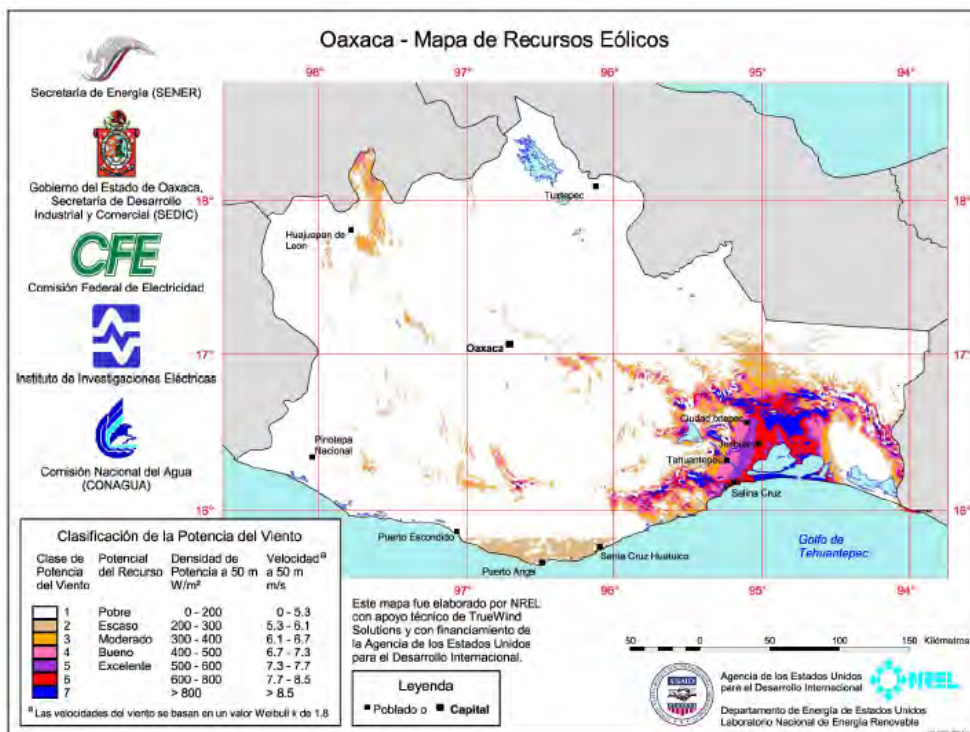 Oaxaca - Mapa de Recursos Eólicos
Secretaría de Energía (SENER)
Gobierno del Estado de Oaxaca,
Secretaría de Desarrollo
Industrial y Comercial (SEDIC)
CFE
Comisión Federal de Electricidad
Instituto de Investigaciones Eléctricas
Comisión Nacional del Agua
(CONAGUA)
98°
97°
96°
95°
94°
18°
18°
17°
17°
16°
16°
97°
96°
95°
94°
Tuxtepec
Huajuapan de
Leon
Oaxaca
Ciudad Ixtepec
Juchitan
Tehuantepec
Salina Cruz
Pinotepa
Nacional
Puerto Escondido
Puerto Angel
Santa Cruz Huatulco
Golfo de
Tehuantepec
Clasificación de la Potencia del Viento
Clase de Potencia del Viento
Potencial del Recurso
Densidad de Potencia a 50 m W/m²
Velocidad a 50 m m/s
1 Pobre 0 - 200 0 - 5.3
2 Escaso 200 - 300 5.3 - 6.1
3 Moderado 300 - 400 6.1 - 6.7
4 Bueno 400 - 500 6.7 - 7.3
5 Excelente 500 - 600 7.3 - 7.7
6 600 - 800 7.7 - 8.5
7 > 800 > 8.5
Las velocidades del viento se basan en un valor Weibull k de 1.8
Este mapa fue elaborado por NREL
con apoyo técnico de TrueWind
Solutions y con financiamiento de
la Agencia de los Estados Unidos
para el Desarrollo Internacional.
Leyenda
Poblado o Capital
50 0 50 100 150 Kilómetros
USAID
Agencia de los Estados Unidos
para el Desarrollo Internacional
NREL
Departamento de Energía de Estados Unidos
Laboratorio Nacional de Energía Renovable